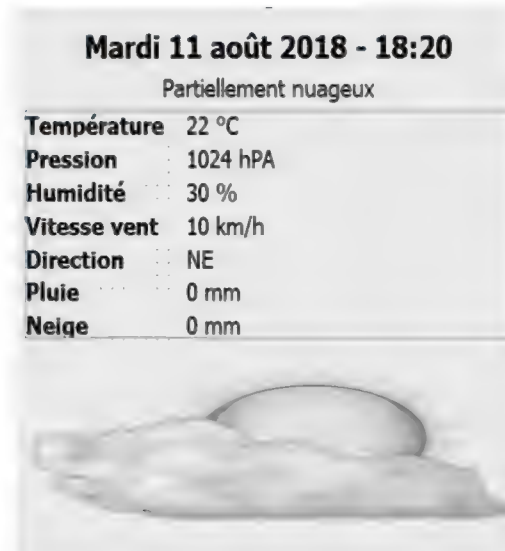 Mardi 11 août 2018 - 18:20
Partiellement nuageux
Température 22 °C
Pression 1024 hPA
Humidité 30 %
Vitesse vent 10 km/h
Direction NE
Pluie 0 mm
Neige 0 mm